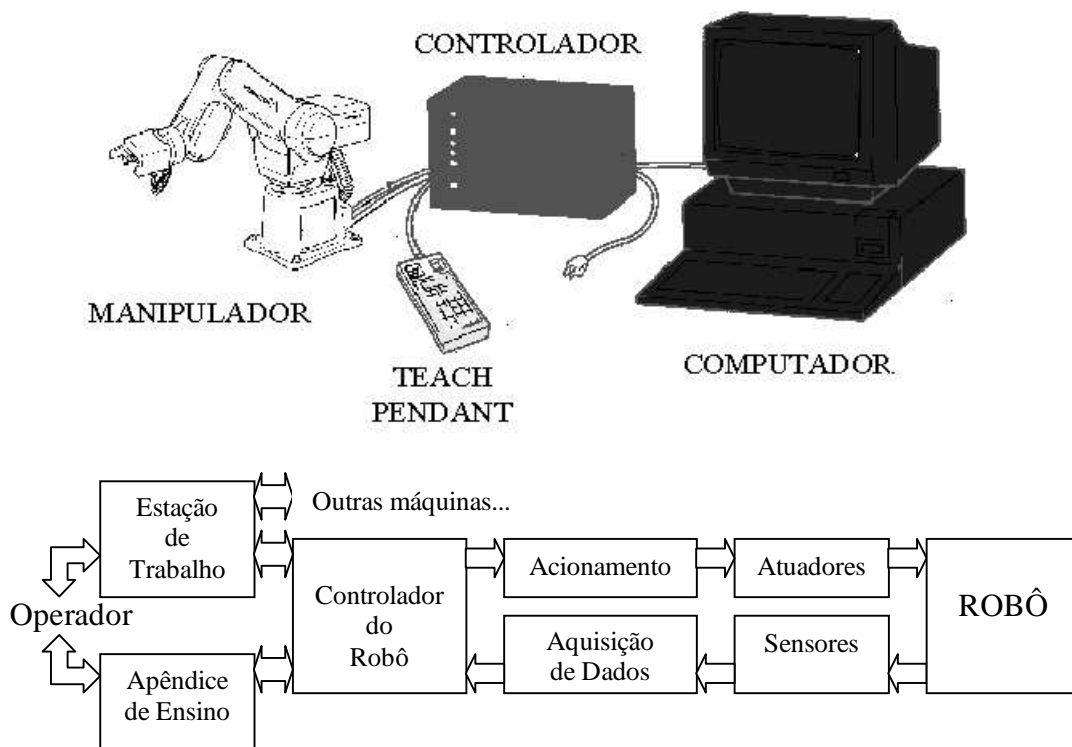 CONTROLADOR
MANIPULADOR
TEACH
PENDANT
COMPUTADOR.
Estação
de
Trabalho
Outras máquinas...
Operador
Apêndice
de Ensino
Controlador
do
Robô
Acionamento
Atuadores
Aquisição
de Dados
Sensores
ROBÔ